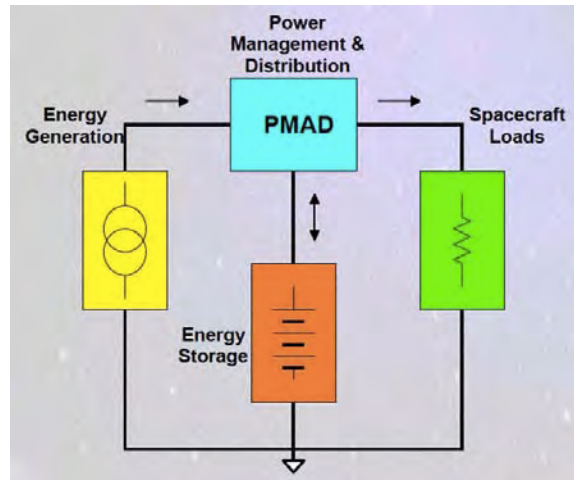 Power
Management &
Distribution
Energy
Generation
PMAD
Spacecraft
Loads
Energy
Storage